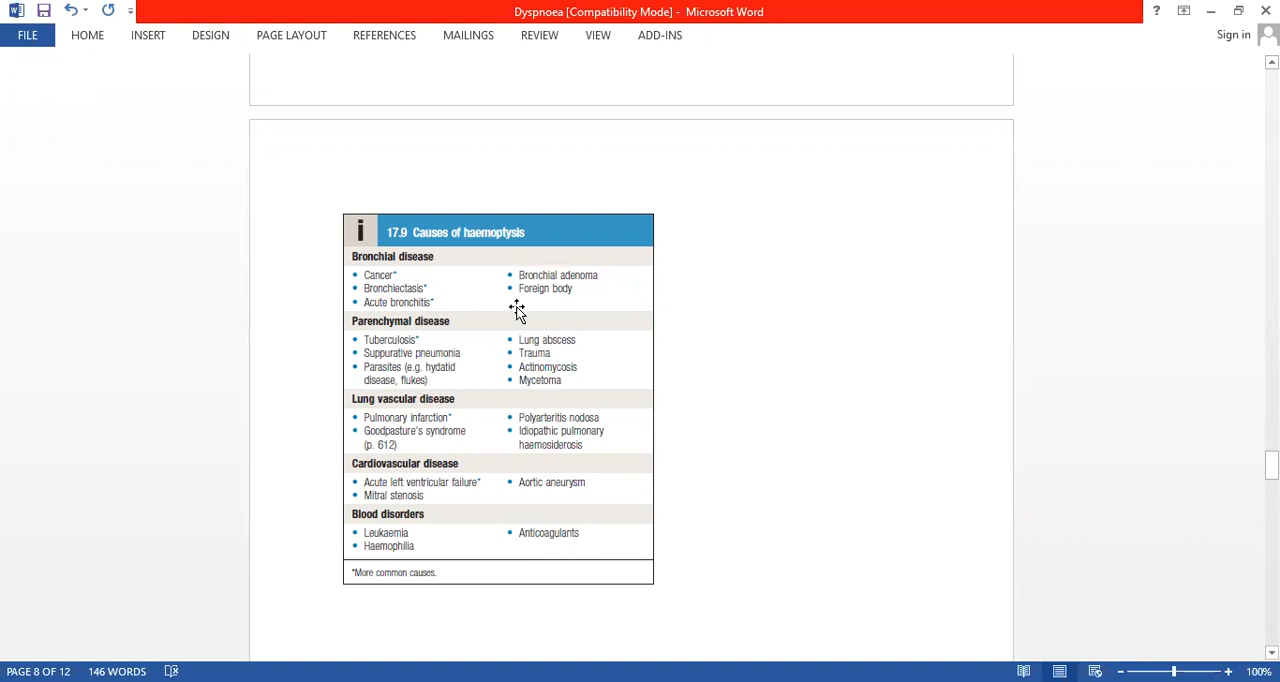 Dyspnoea [Compatibility Mode] - Microsoft Word
FILE HOME INSERT DESIGN PAGE LAYOUT REFERENCES MAILINGS REVIEW VIEW ADD-INS Sign in
i 17.9 Causes of haemoptysis
Bronchial disease
• Cancer*
• Bronchiectasis*
• Acute bronchitis*
• Bronchial adenoma
• Foreign body
Parenchymal disease
• Tuberculosis*
• Suppurative pneumonia
• Parasites (e.g. hydatid
disease, flukes)
• Lung abscess
• Trauma
• Actinomycosis
• Mycetoma
Lung vascular disease
• Pulmonary infarction*
• Goodpasture's syndrome
(p. 612)
• Polyarteritis nodosa
• Idiopathic pulmonary
haemosiderosis
Cardiovascular disease
• Acute left ventricular failure*
• Mitral stenosis
• Aortic aneurysm
Blood disorders
• Leukaemia
• Haemophilia
• Anticoagulants
*More common causes.
PAGE 8 OF 12 146 WORDS 100%